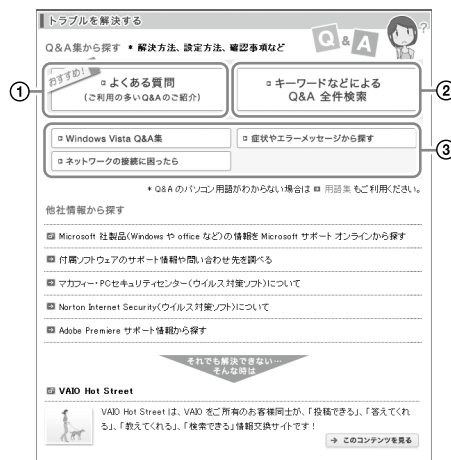 トラブルを解決する
Q&A集から探す * 解決方法、設定方法、確認事項など
Q & A ?
おすすめ!
① よくある質問
(ご利用の多いQ&Aのご紹介)
② キーワードなどによる
Q&A 全件検索
③
Windows Vista Q&A集
症状やエラーメッセージから探す
ネットワークの接続に困ったら
* Q&A のパソコン用語がわからない場合は 用語集 もご利用ください。
他社情報から探す
Microsoft 社製品(Windows や office など)の情報を Microsoft サポート オンラインから探す
付属ソフトウェアのサポート情報や問い合わせ先を調べる
マカフィー・PCセキュリティセンター(ウイルス対策ソフト)について
Norton Internet Security(ウイルス対策ソフト)について
Adobe Premiere サポート情報から探す
それでも解決できない…
そんな時は
VAIO Hot Street
VAIO Hot Street は、VAIO をご所有のお客様同士が、「投稿できる」、「答えてくれ
る」、「教えてくれる」、「検索できる」情報交換サイトです!
→ このコンテンツを見る